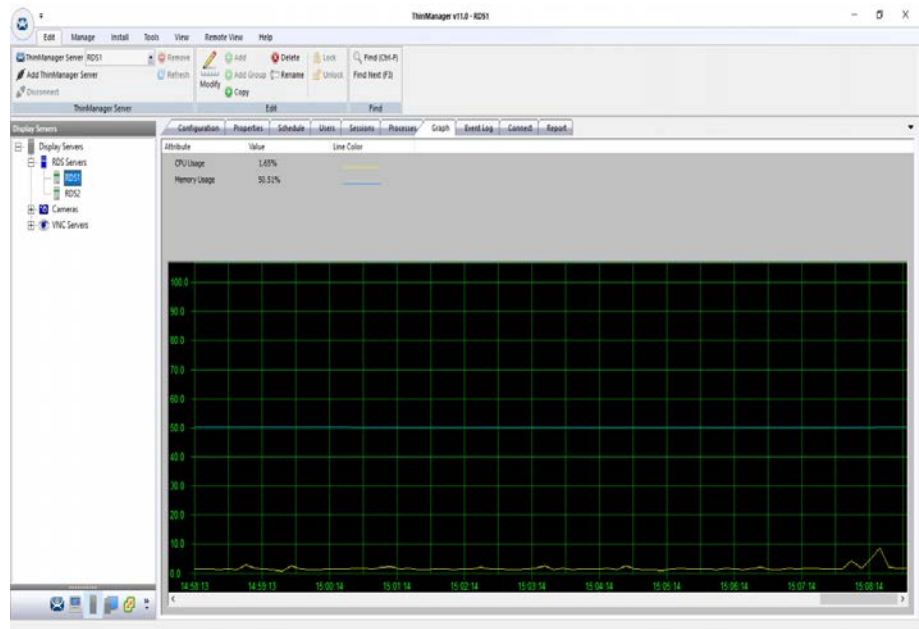 ThinManager v11.0 - RDS1
Edit Manage Install Tools View Remote View Help
ThinManager Server RDS1
Add ThinManager Server
Disconnect
Remove
Refresh
ThinManager Server
Modify
Add
Add Group
Copy
Delete
Rename
Lock
Unlock
Edit
Find (Ctrl-F)
Find Next (F3)
Find
Display Servers
Display Servers
RDS Servers
RDS1
RDS2
Cameras
VNC Servers
Configuration Properties Schedule Users Sessions Processes Graph Event Log Connect Report
Attribute Value Line Color
CPU Usage 1.65%
Memory Usage 50.51%
100.0
90.0
80.0
70.0
60.0
50.0
40.0
30.0
20.0
10.0
0.0
14:58:13 14:59:13 15:00:14 15:01:14 15:02:14 15:03:14 15:04:14 15:05:14 15:06:14 15:07:14 15:08:14